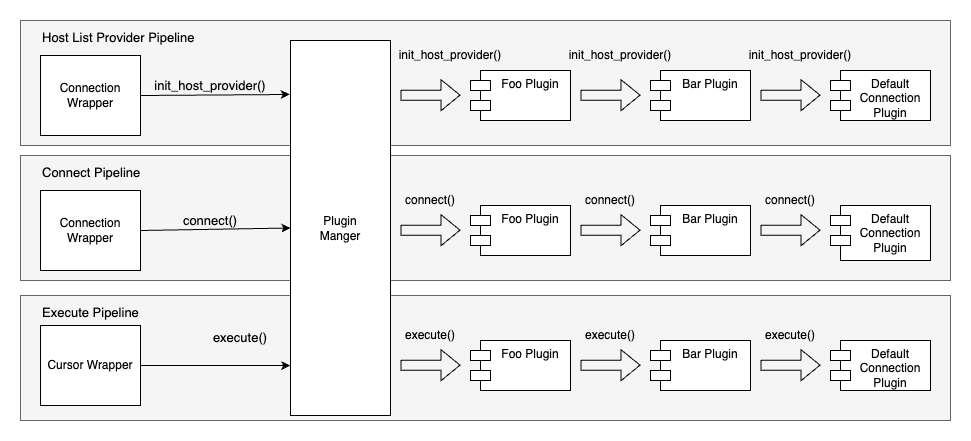 Host List Provider Pipeline
Connection
Wrapper
init_host_provider()
init_host_provider()
Foo Plugin
init_host_provider()
Bar Plugin
init_host_provider()
Default
Connection
Plugin
Connect Pipeline
Connection
Wrapper
connect()
Plugin
Manger
connect()
Foo Plugin
connect()
Bar Plugin
connect()
Default
Connection
Plugin
Execute Pipeline
Cursor Wrapper
execute()
execute()
Foo Plugin
execute()
Bar Plugin
execute()
Default
Connection
Plugin